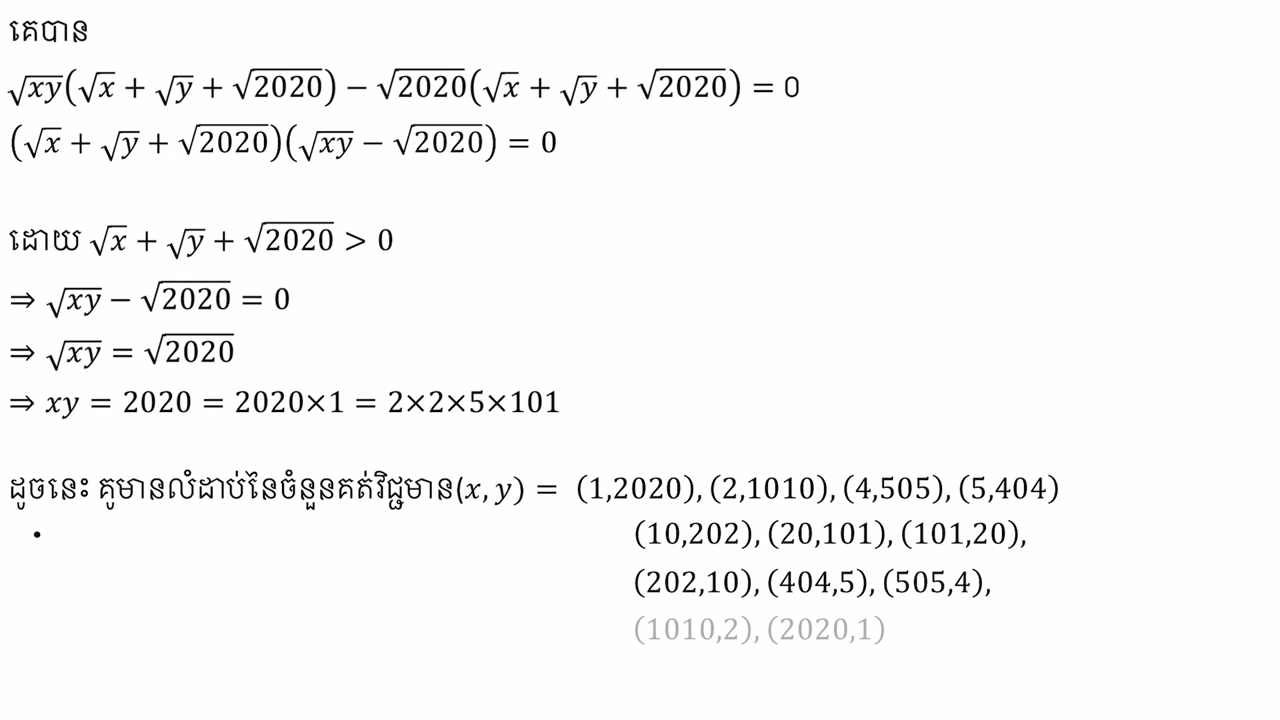 គេបាន
√xy(√x + √y + √2020) − √2020(√x + √y + √2020) = 0
(√x + √y + √2020)(√xy − √2020) = 0
ដោយ √x + √y + √2020 > 0
⇒ √xy − √2020 = 0
⇒ √xy = √2020
⇒ xy = 2020 = 2020×1 = 2×2×5×101
ដូចនេះ គូមានលំដាប់នៃចំនួនគត់វិជ្ជមាន(x, y) = (1,2020), (2,1010), (4,505), (5,404)
(10,202), (20,101), (101,20),
(202,10), (404,5), (505,4),
(1010,2), (2020,1)